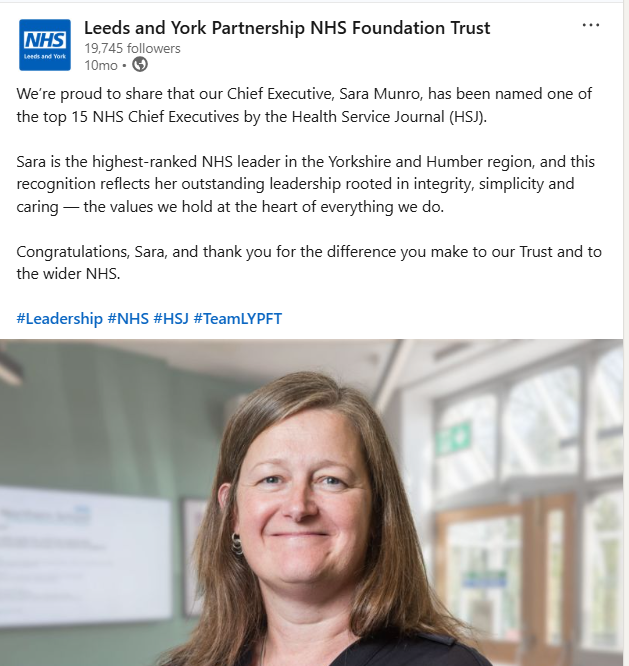 NHS
Leeds and York
Leeds and York Partnership NHS Foundation Trust
19,745 followers
10mo •
We're proud to share that our Chief Executive, Sara Munro, has been named one of
the top 15 NHS Chief Executives by the Health Service Journal (HSJ).
Sara is the highest-ranked NHS leader in the Yorkshire and Humber region, and this
recognition reflects her outstanding leadership rooted in integrity, simplicity and
caring — the values we hold at the heart of everything we do.
Congratulations, Sara, and thank you for the difference you make to our Trust and to
the wider NHS.
#Leadership #NHS #HSJ #TeamLYPFT